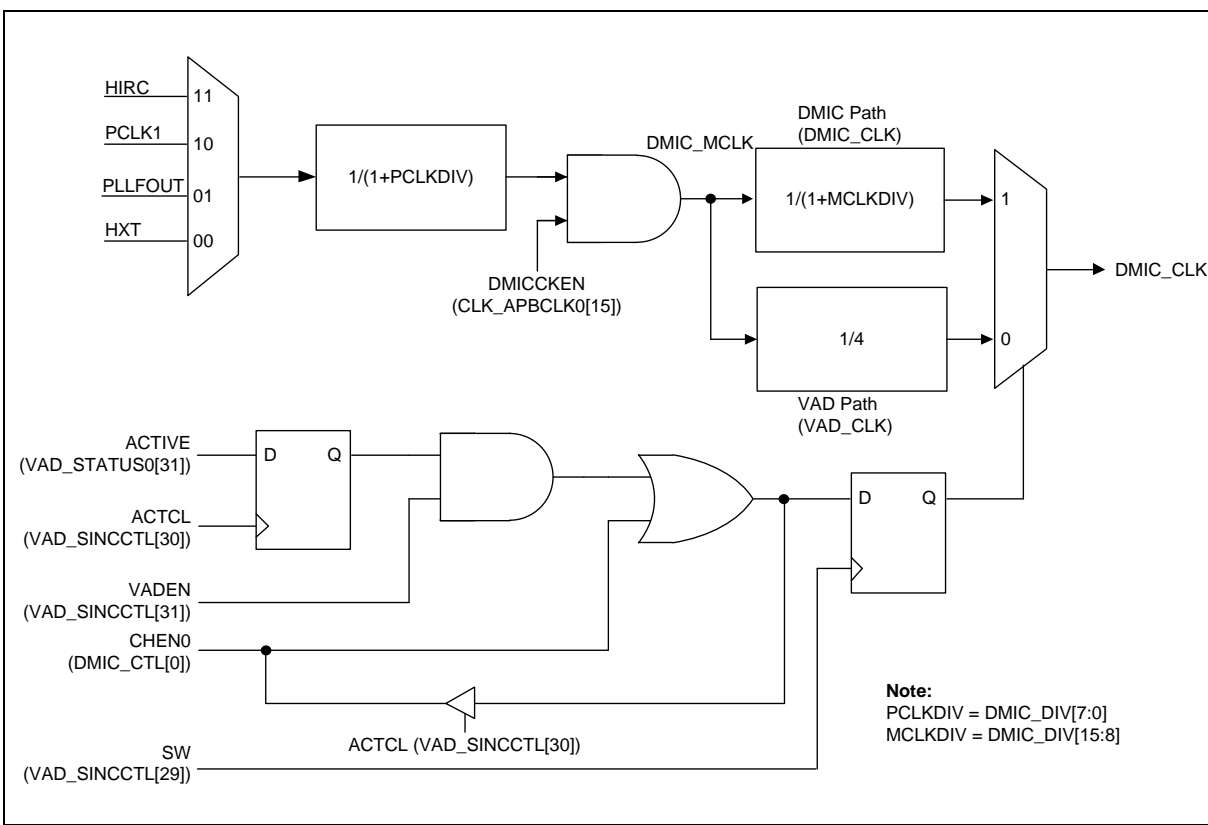 HIRC
11
PCLK1
10
PLLFOUT
01
HXT
00
1/(1+PCLKDIV)
DMICCKEN
(CLK_APBCLK0[15])
DMIC_MCLK
DMIC Path
(DMIC_CLK)
1/(1+MCLKDIV)
1
DMIC_CLK
1/4
0
VAD Path
(VAD_CLK)
ACTIVE
(VAD_STATUS0[31])
D
Q
ACTCL
(VAD_SINCCTL[30])
VADEN
(VAD_SINCCTL[31])
CHEN0
(DMIC_CTL[0])
D
Q
ACTCL (VAD_SINCCTL[30])
SW
(VAD_SINCCTL[29])
Note:
PCLKDIV = DMIC_DIV[7:0]
MCLKDIV = DMIC_DIV[15:8]